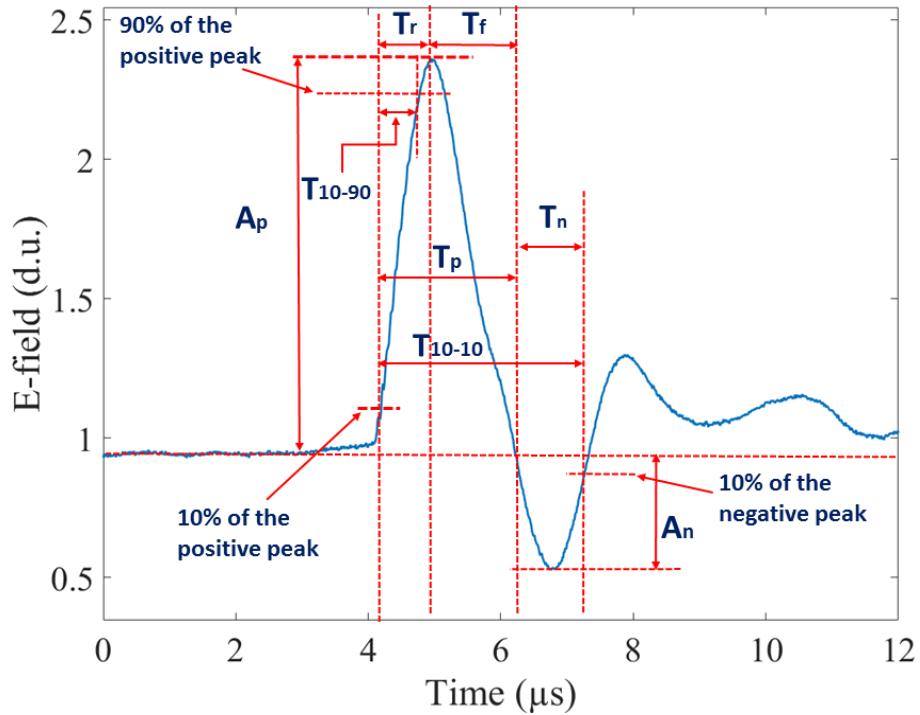 2.5
2
1.5
1
0.5
E-field (d.u.)
90% of the
positive peak
Tr
Tf
T10-90
Ap
Tn
Tp
T10-10
10% of the
positive peak
10% of the
negative peak
An
0
2
4
6
8
10
12
Time (μs)